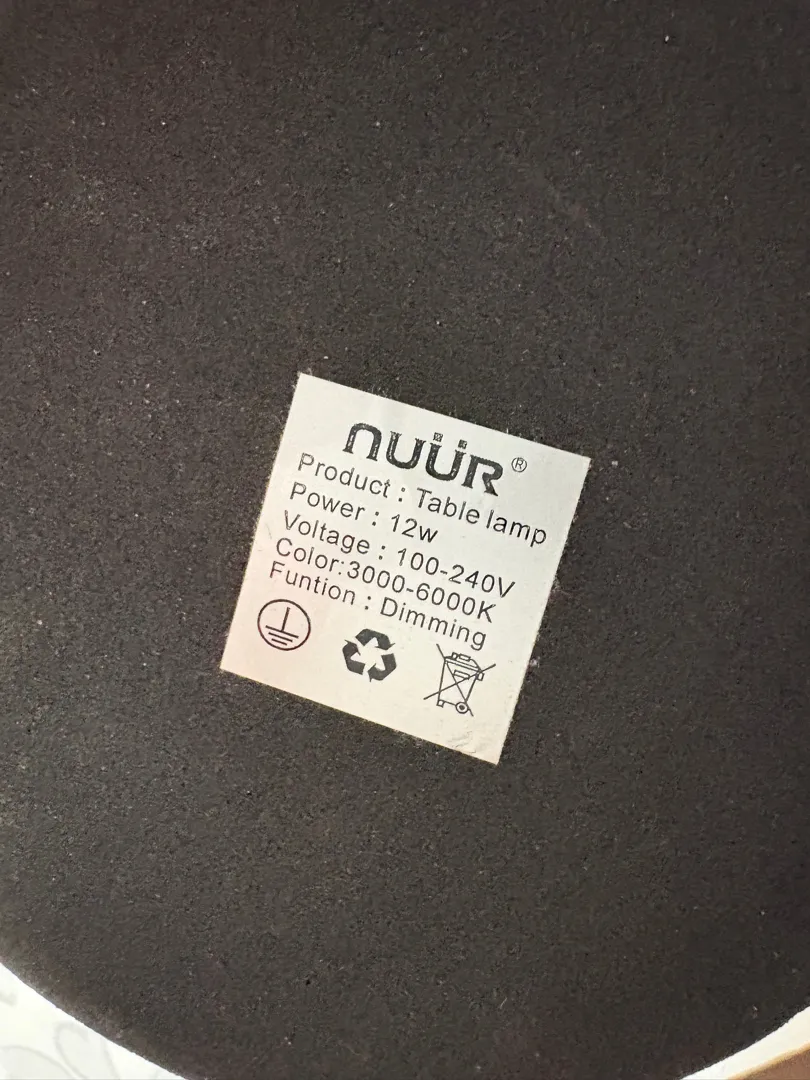 nuüR®
Product : Table lamp
Power : 12w
Voltage : 100-240V
Color:3000-6000K
Funtion : Dimming